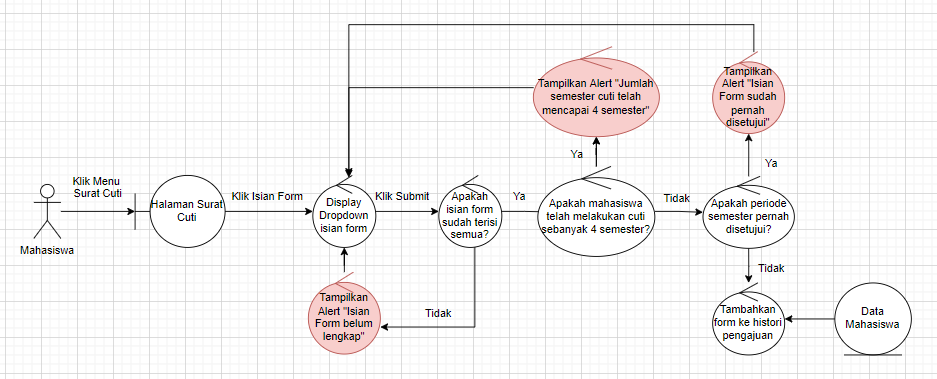 Mahasiswa
Klik Menu
Surat Cuti
Halaman Surat
Cuti
Klik Isian Form
Display
Dropdown
isian form
Klik Submit
Apakah
isian form
sudah terisi
semua?
Tidak
Tampilkan
Alert "Isian
Form belum
lengkap"
Ya
Apakah mahasiswa
telah melakukan cuti
sebanyak 4 semester?
Ya
Tampilkan Alert "Jumlah
semester cuti telah
mencapai 4 semester"
Tidak
Apakah periode
semester pernah
disetujui?
Ya
Tampilkan
Alert "Isian
Form sudah
pernah
disetujui"
Tidak
Tambahkan
form ke histori
pengajuan
Data
Mahasiswa